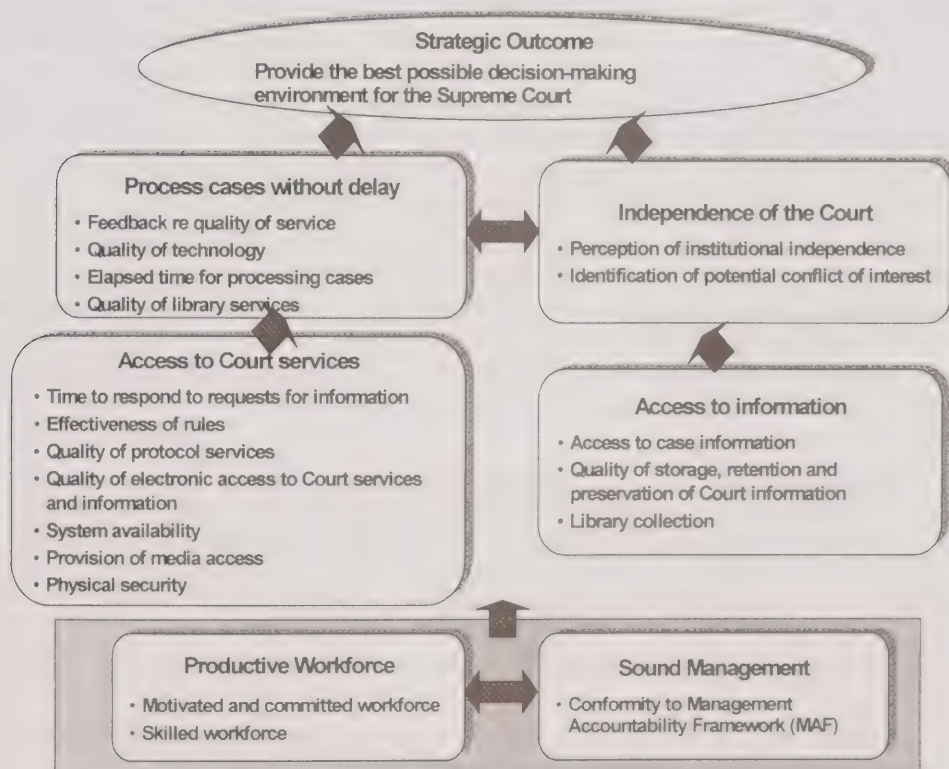 Strategic Outcome
Provide the best possible decision-making
environment for the Supreme Court
Process cases without delay
• Feedback re quality of service
• Quality of technology
• Elapsed time for processing cases
• Quality of library services
Independence of the Court
• Perception of institutional independence
• Identification of potential conflict of interest
Access to Court services
• Time to respond to requests for information
• Effectiveness of rules
• Quality of protocol services
• Quality of electronic access to Court services
and information
• System availability
• Provision of media access
• Physical security
Access to information
• Access to case information
• Quality of storage, retention and
preservation of Court information
• Library collection
Productive Workforce
• Motivated and committed workforce
• Skilled workforce
Sound Management
• Conformity to Management
Accountability Framework (MAF)